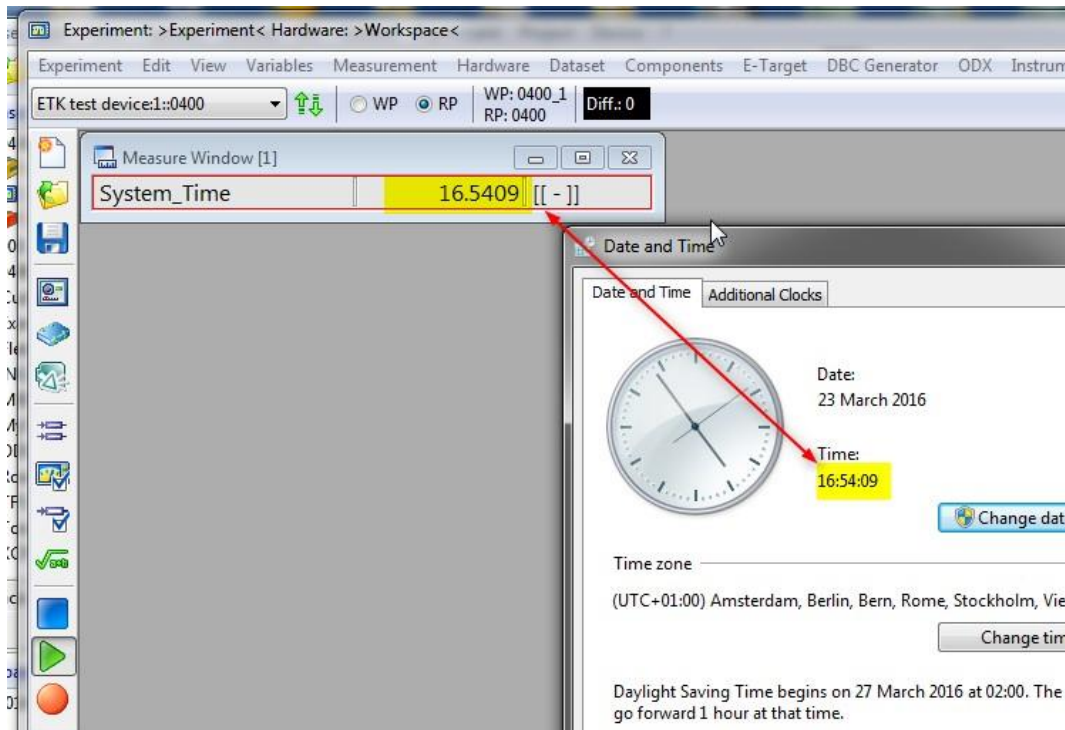 Experiment: >Experiment< Hardware: >Workspace<
Experiment Edit View Variables Measurement Hardware Dataset Components E-Target DBC Generator ODX
ETK test device:1::0400 WP RP WP: 0400_1 Diff.: 0
RP: 0400
Measure Window [1]
System_Time 16.5409 [[ - ]]
Date and Time
Date and Time Additional Clocks
Date:
23 March 2016
Time:
16:54:09
Change
Time zone
(UTC+01:00) Amsterdam, Berlin, Bern, Rome, Stockholm,
Change
Daylight Saving Time begins on 27 March 2016 at 02:00. The
go forward 1 hour at that time.